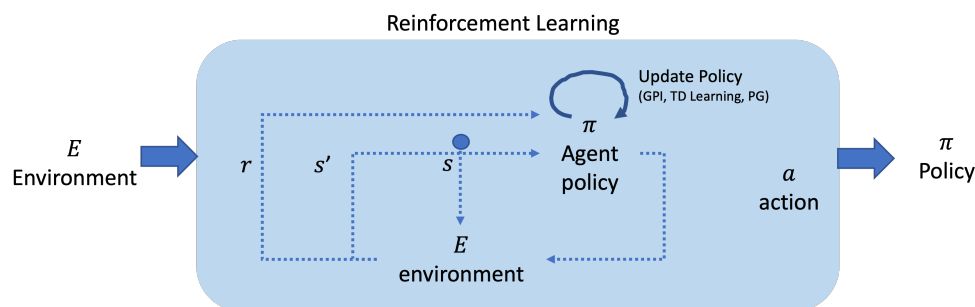 Reinforcement Learning
E
Environment
r
s'
s
Update Policy
(GPI, TD Learning, PG)
π
Agent
policy
E
environment
a
action
π
Policy